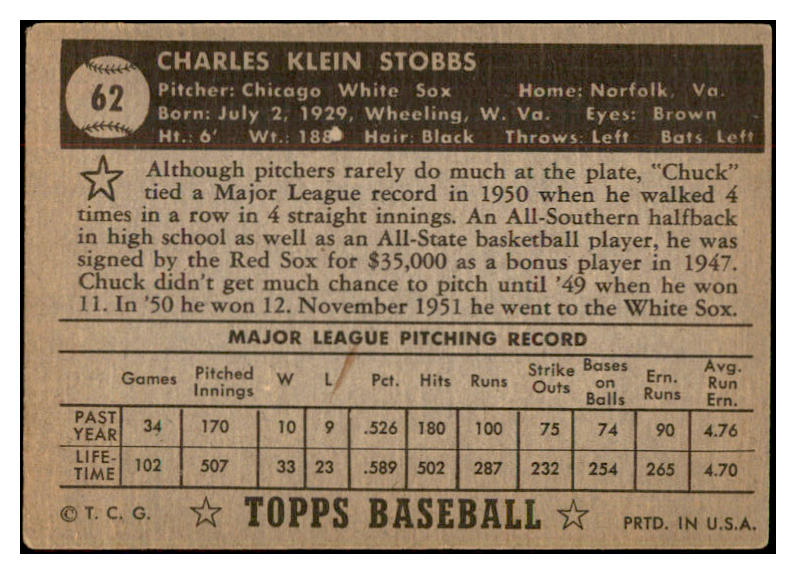 62
CHARLES KLEIN STOBBS
Pitcher: Chicago White Sox Home: Norfolk, Va.
Born: July 2, 1929, Wheeling, W. Va. Eyes: Brown
Ht.: 6' Wt.: 188 Hair: Black Throws: Left Bats Left
Although pitchers rarely do much at the plate, "Chuck"
tied a Major League record in 1950 when he walked 4
times in a row in 4 straight innings. An All-Southern halfback
in high school as well as an All-State basketball player, he was
signed by the Red Sox for $35,000 as a bonus player in 1947.
Chuck didn't get much chance to pitch until '49 when he won
11. In '50 he won 12. November 1951 he went to the White Sox.
MAJOR LEAGUE PITCHING RECORD
Games Pitched Innings W L Pct. Hits Runs Strike Outs Bases on Balls Ern. Runs Avg. Run Ern.
PAST YEAR 34 170 10 9 .526 180 100 75 74 90 4.76
LIFE-TIME 102 507 33 23 .589 502 287 232 254 265 4.70
© T. C. G. TOPPS BASEBALL PRTD. IN U.S.A.